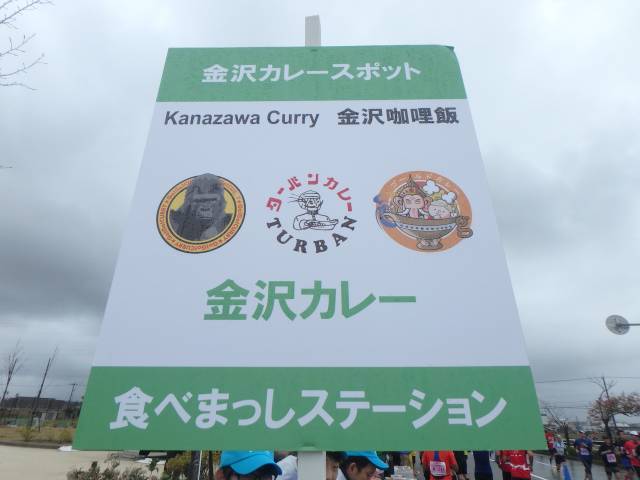 金沢カレースポット
Kanazawa Curry 金沢咖哩飯
ターバンカレー
TURBAN
金沢カレー
食べまっしステーション